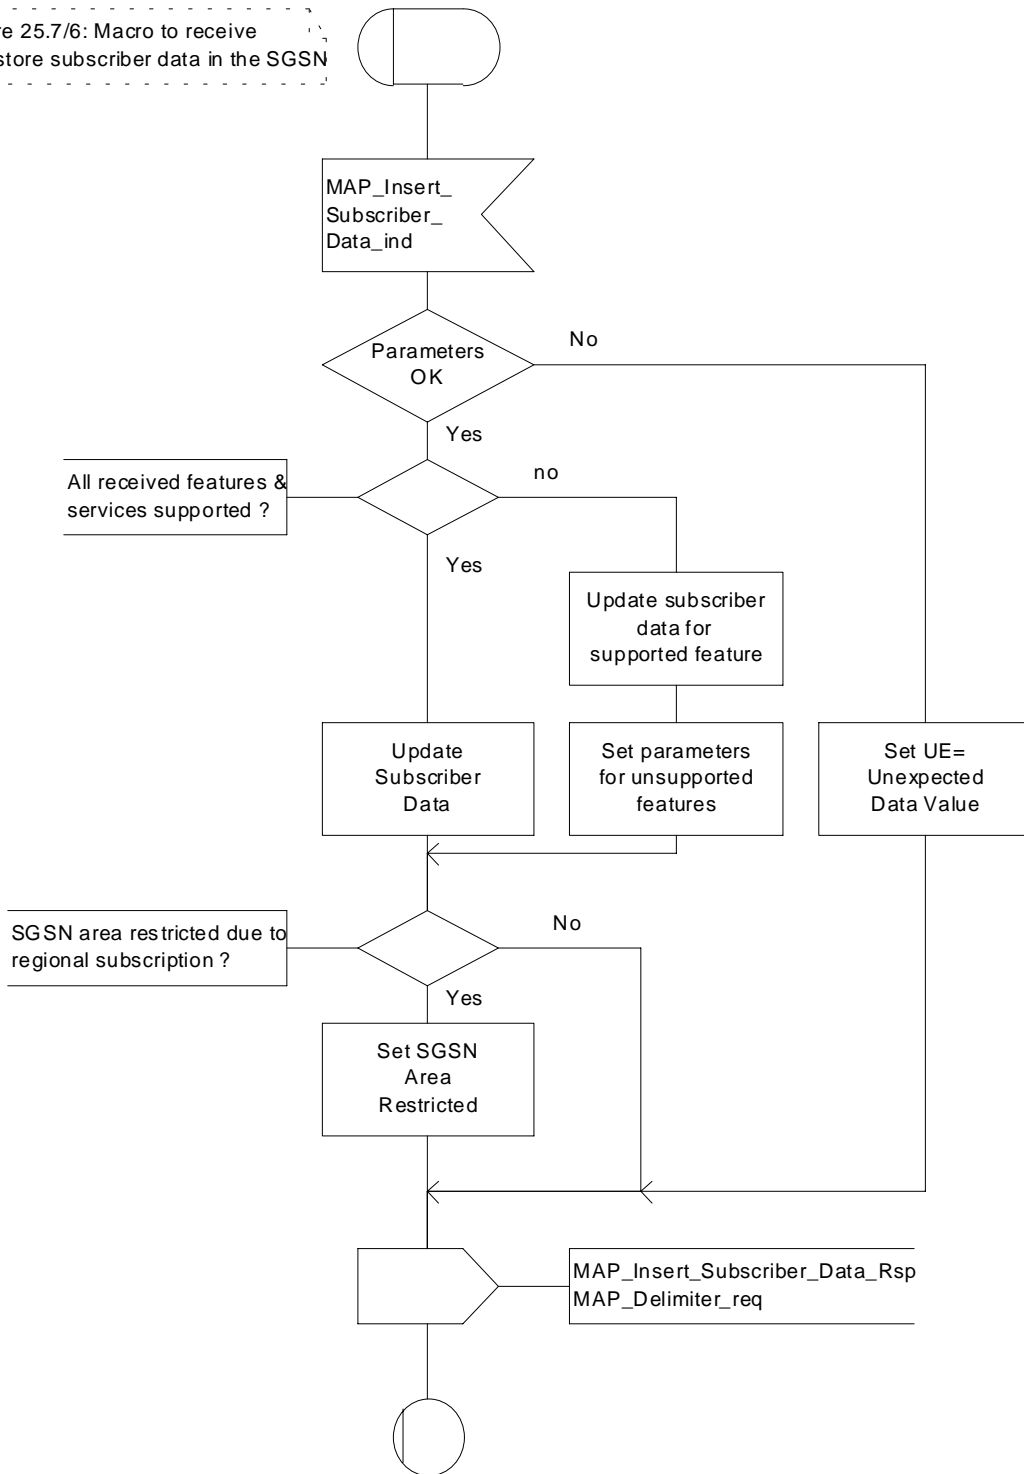 re 25.7/6: Macro to receive
store subscriber data in the SGSN
MAP_Insert_
Subscriber_
Data_ind
Parameters
OK
No
Yes
All received features &
services supported ?
no
Yes
Update subscriber
data for
supported feature
Update
Subscriber
Data
Set parameters
for unsupported
features
Set UE=
Unexpected
Data Value
SGSN area restricted due to
regional subscription ?
No
Yes
Set SGSN
Area
Restricted
MAP_Insert_Subscriber_Data_Rsp
MAP_Delimiter_req